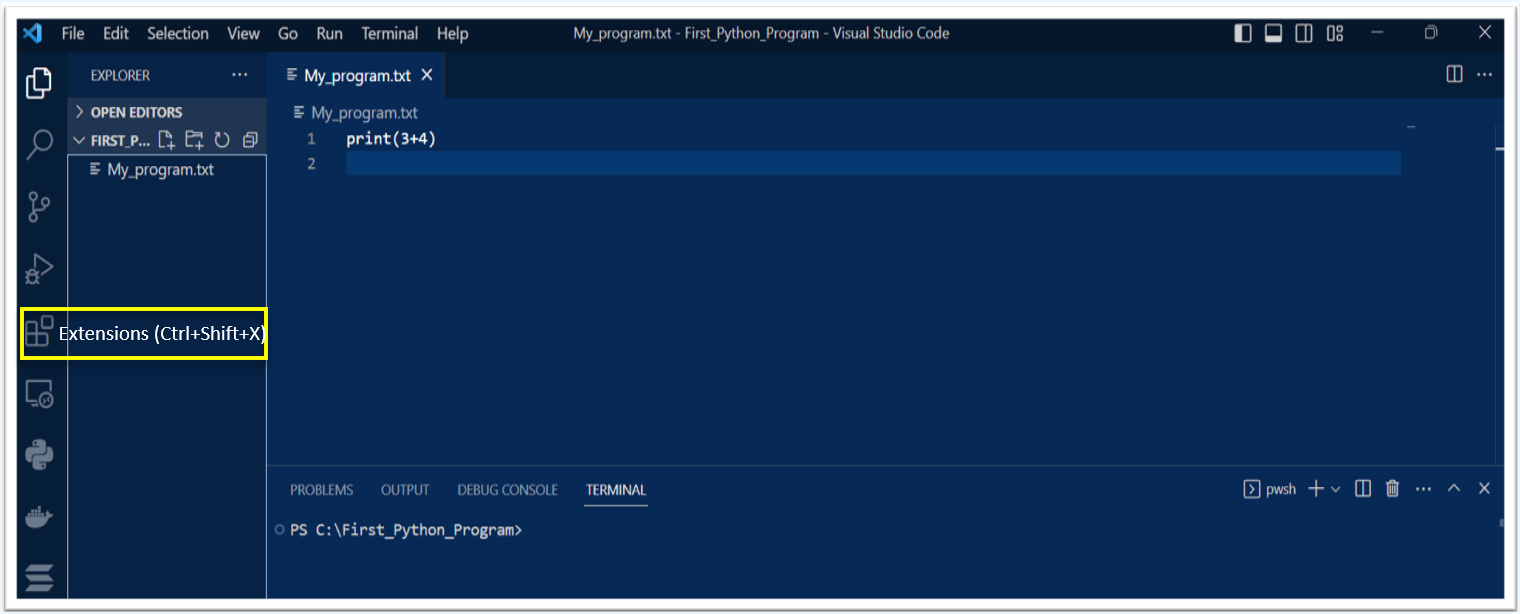 File Edit Selection View Go Run Terminal Help My_program.txt - First_Python_Program - Visual Studio Code
EXPLORER
OPEN EDITORS
FIRST_P...
My_program.txt
Extensions (Ctrl+Shift+X)
My_program.txt
My_program.txt
1 print(3+4)
2
PROBLEMS OUTPUT DEBUG CONSOLE TERMINAL pwsh
PS C:\First_Python_Program>